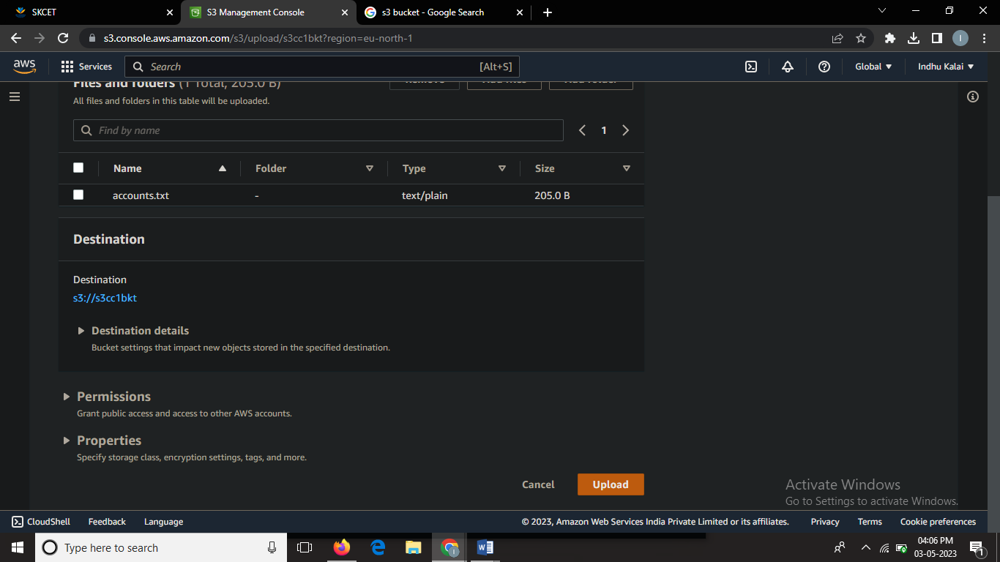 SKCET
S3 Management Console
s3 bucket - Google Search
s3.console.aws.amazon.com/s3/upload/s3cc1bkt?region=eu-north-1
I
aws
Services
Search
[Alt+S]
Global
Indhu Kalai
Files and folders (1 Total, 205.0 B)
Remove
Add files
Add folder
All files and folders in this table will be uploaded.
Find by name
1
Name
Folder
Type
Size
accounts.txt
-
text/plain
205.0 B
Destination
Destination
s3://s3cc1bkt
Destination details
Bucket settings that impact new objects stored in the specified destination.
Permissions
Grant public access and access to other AWS accounts.
Properties
Specify storage class, encryption settings, tags, and more.
Cancel
Upload
Activate Windows
Go to Settings to activate Windows.
CloudShell
Feedback
Language
© 2023, Amazon Web Services India Private Limited or its affiliates.
Privacy
Terms
Cookie preferences
Type here to search
04:06 PM
03-05-2023
1